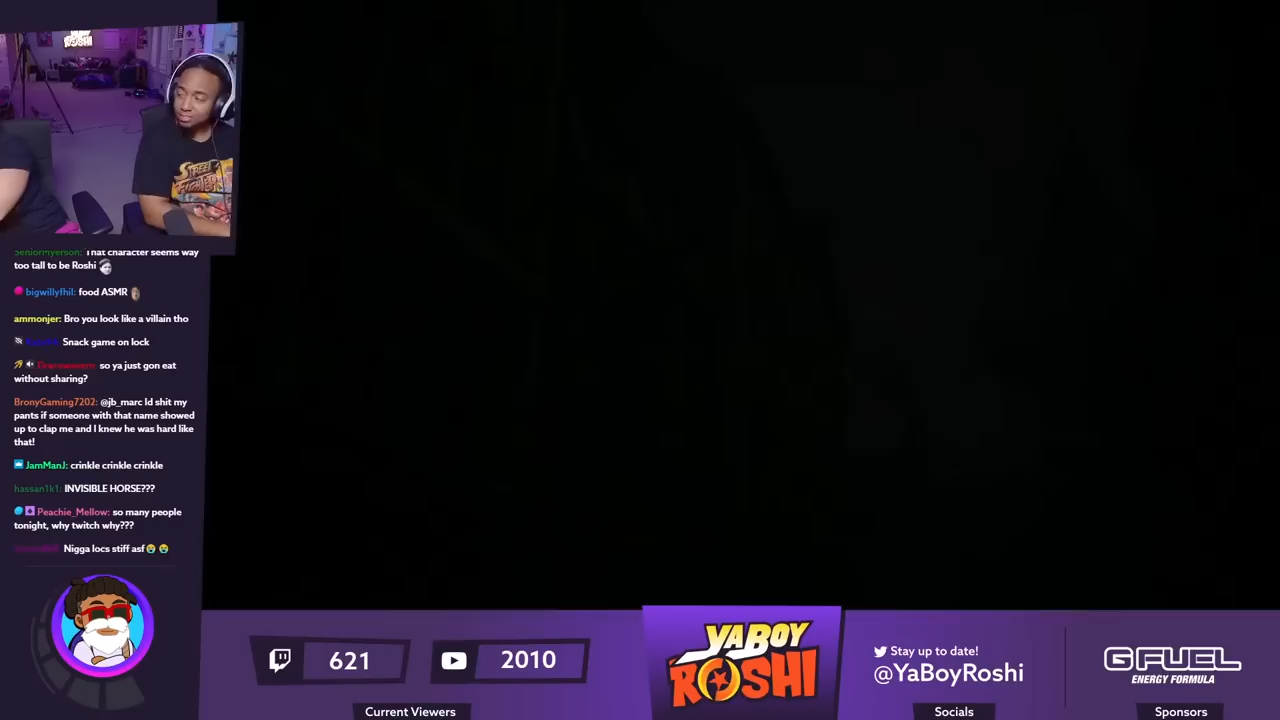 ROSHI
STREET
FIGHTER
SeniorMyerson: That character seems way
too tall to be Roshi
bigwillyfhil: food ASMR
ammonjer: Bro you look like a villain tho
Snack game on lock
so ya just gon eat
without sharing?
BronyGaming7202: @jb_marc Id shit my
pants if someone with that name showed
up to clap me and I knew he was hard like
that!
JamManJ: crinkle crinkle crinkle
hassan1k1: INVISIBLE HORSE???
Peachie_Mellow: so many people
tonight, why twitch why???
Nigga locs stiff asf😭😭
621
2010
Current Viewers
YABOY
ROSHI
Stay up to date!
@YaBoyRoshi
Socials
G FUEL
ENERGY FORMULA
Sponsors